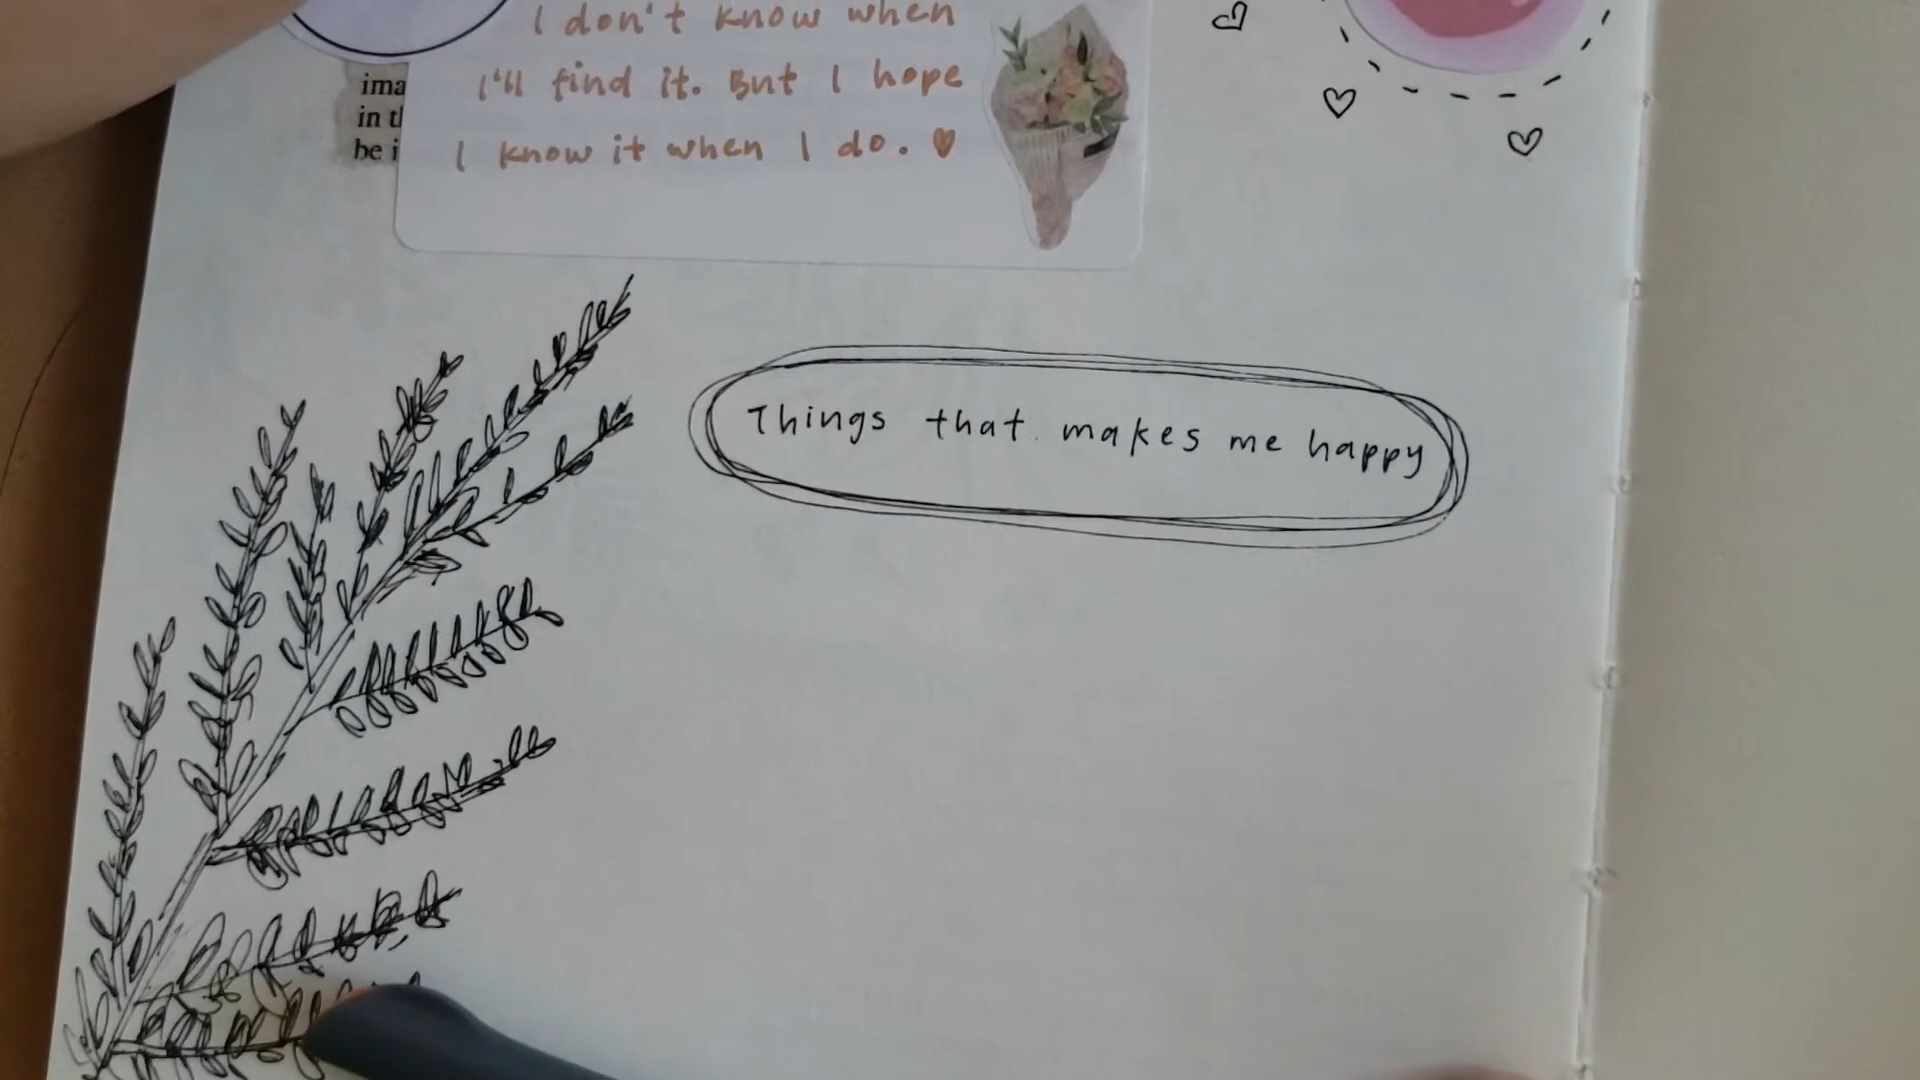 I don't know when
I'll find it. But I hope
I know it when I do.
ima
in t
be i
Things that makes me happy